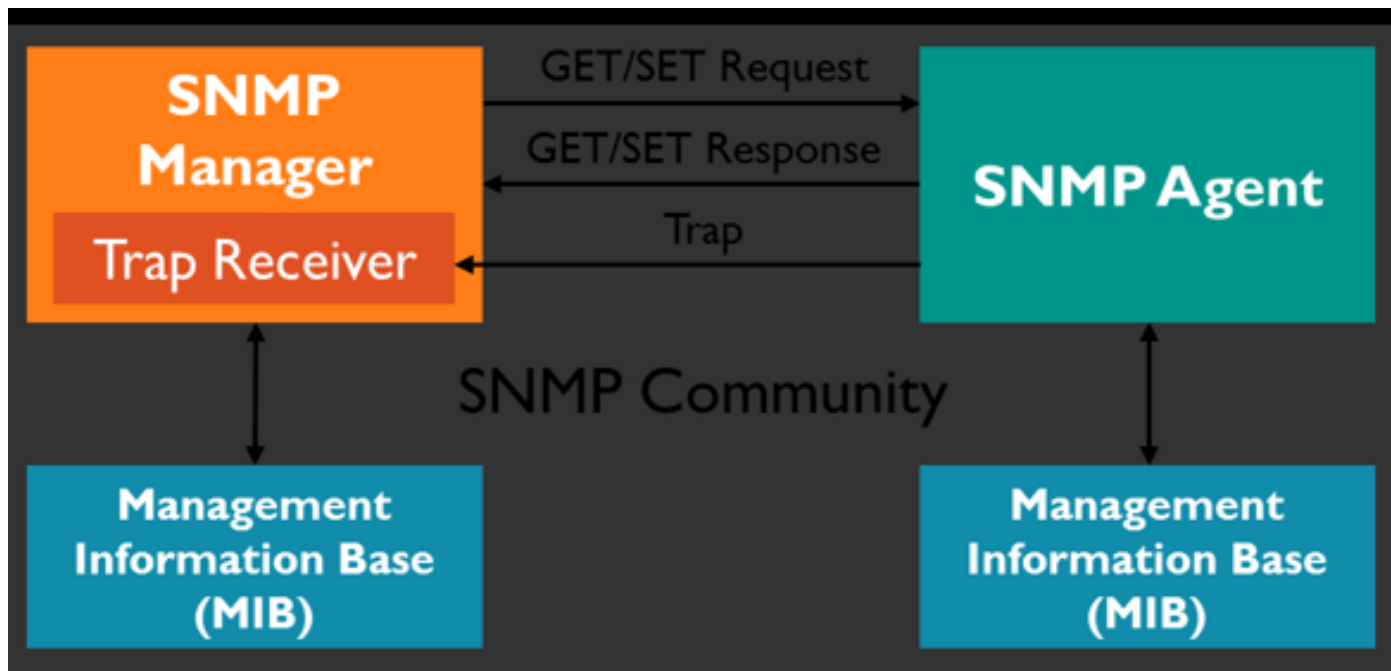 SNMP
Manager
Trap Receiver
GET/SET Request
GET/SET Response
Trap
SNMP Agent
SNMP Community
Management
Information Base
(MIB)
Management
Information Base
(MIB)